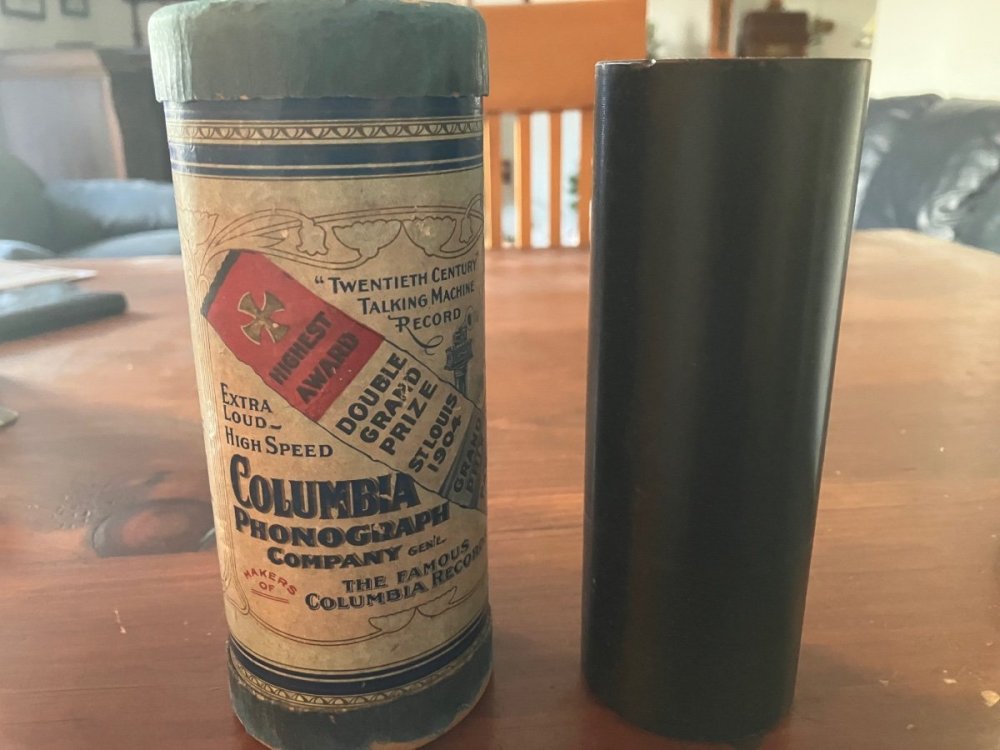 "TWENTIETH CENTURY
TALKING MACHINE
RECORD
HIGHEST
AWARD
DOUBLE
GRAND
PRIZE
ST LOUIS
1904
GRAND
EXTRA
LOUD~
HIGH SPEED
COLUMBIA
PHONOGRAPH
COMPANY GEN'L.
MAKERS
OF
THE FAMOUS
COLUMBIA RECORD